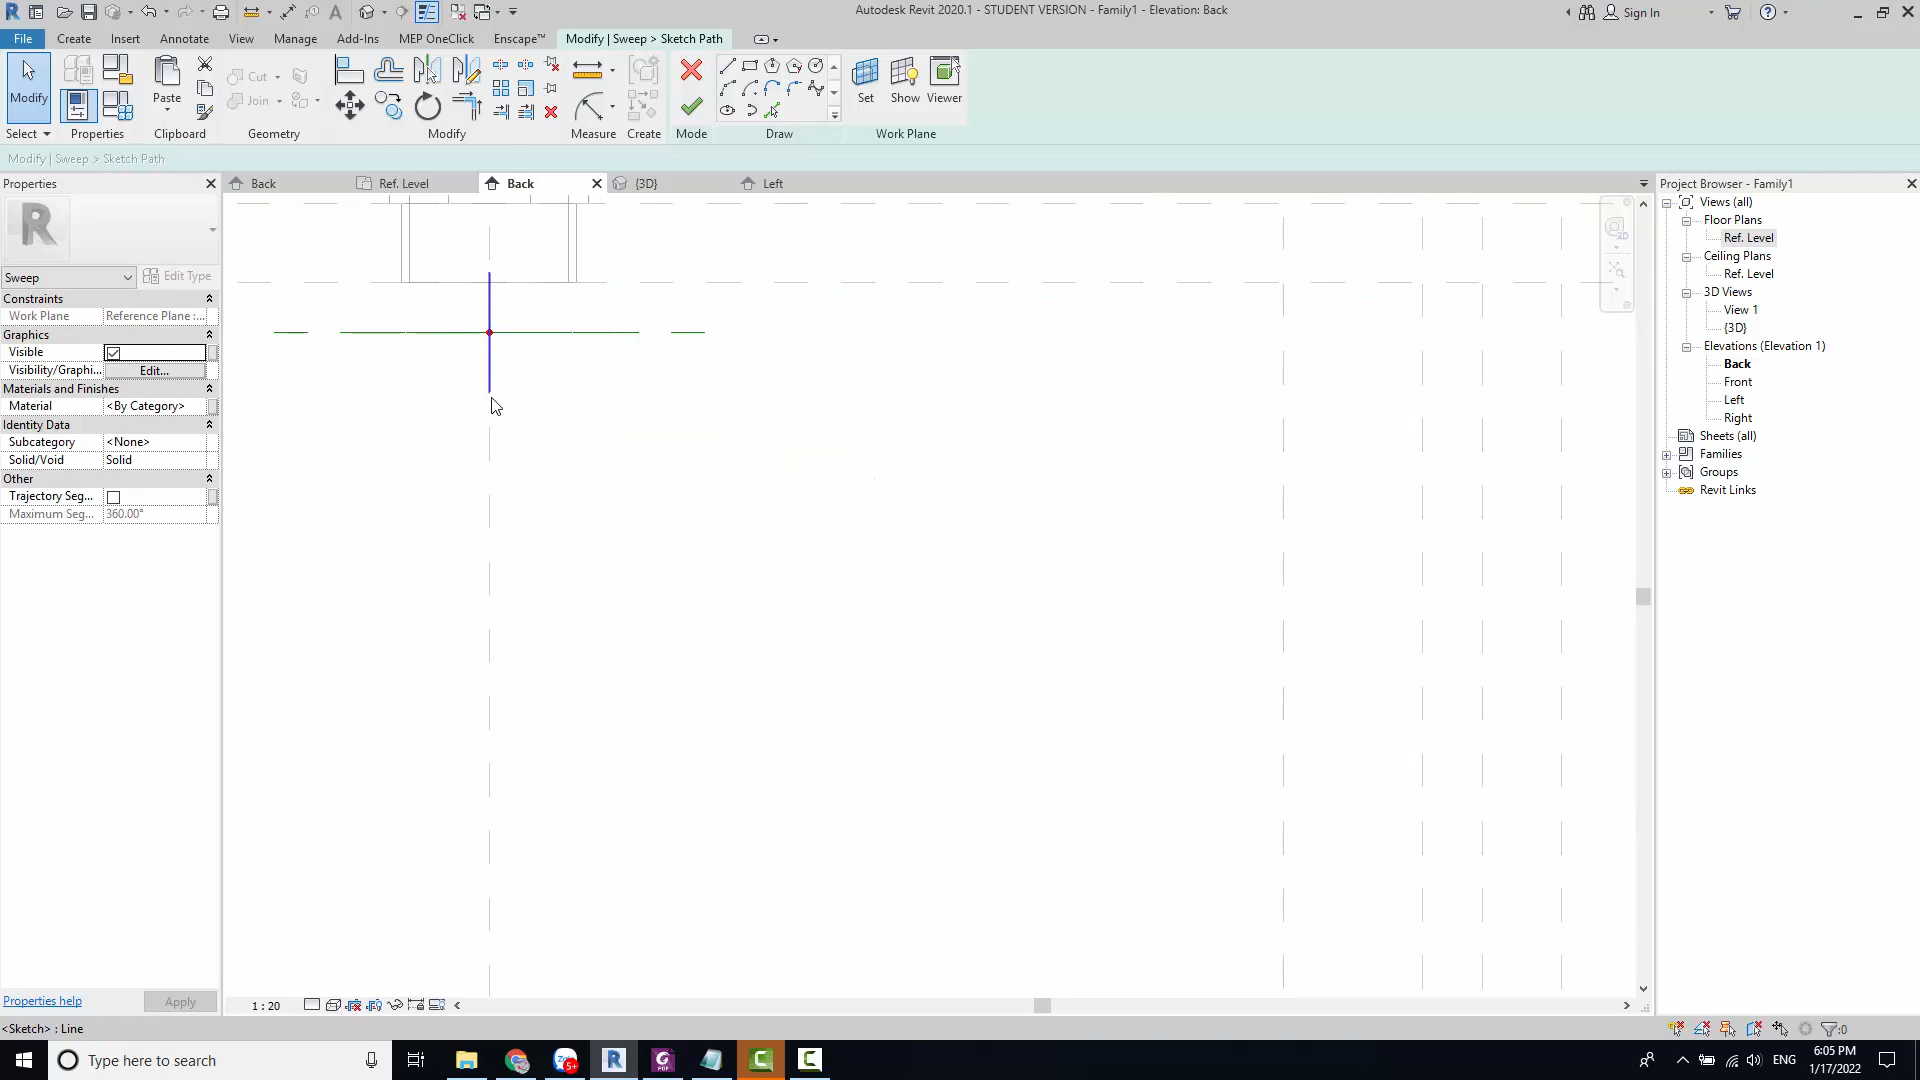 Autodesk Revit 2020.1 - STUDENT VERSION - Family1 - Elevation: Back
Sign In
File Create Insert Annotate View Manage Add-Ins MEP OneClick Enscape™ Modify | Sweep > Sketch Path
Modify Paste Cut Join Set Show Viewer
Select Properties Clipboard Geometry Modify Measure Create Mode Draw Work Plane
Modify | Sweep > Sketch Path
Properties
Back Ref. Level Back {3D} Left
Project Browser - Family1
R
Sweep Edit Type
Constraints
Work Plane Reference Plane :...
Graphics
Visible
Visibility/Graphi... Edit...
Materials and Finishes
Material <By Category>
Identity Data
Subcategory <None>
Solid/Void Solid
Other
Trajectory Seg...
Maximum Seg... 360.00°
Properties help Apply
Views (all)
Floor Plans
Ref. Level
Ceiling Plans
Ref. Level
3D Views
View 1
{3D}
Elevations (Elevation 1)
Back
Front
Left
Right
Sheets (all)
Families
Groups
Revit Links
2D
1 : 20
<Sketch> : Line
:0
Type here to search
5+
ENG
6:05 PM
1/17/2022